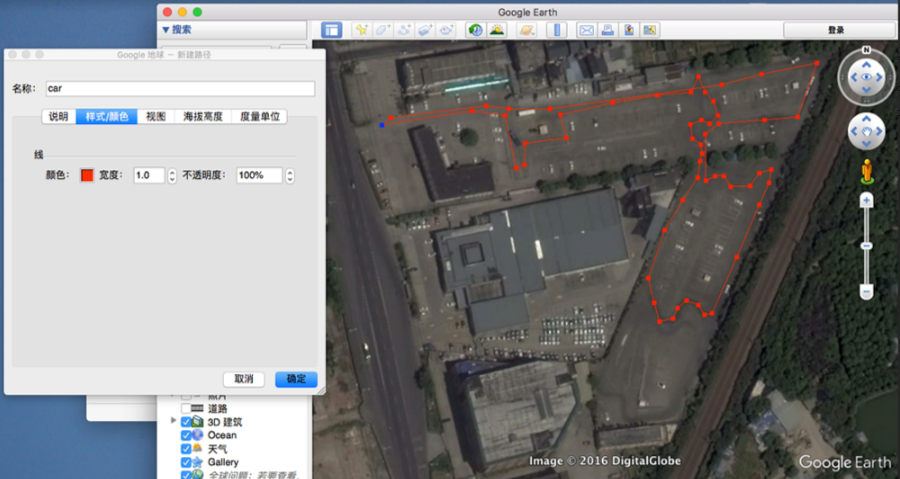 Google Earth
搜索
登录
N
Google 地球 － 新建路径
名称：
car
说明
样式/颜色
视图
海拔高度
度量单位
线
颜色：
宽度：
1.0
不透明度：
100%
取消
确定
照片
道路
3D 建筑
Ocean
天气
Gallery
全球问题：若要查看,
Image © 2016 DigitalGlobe
Google Earth